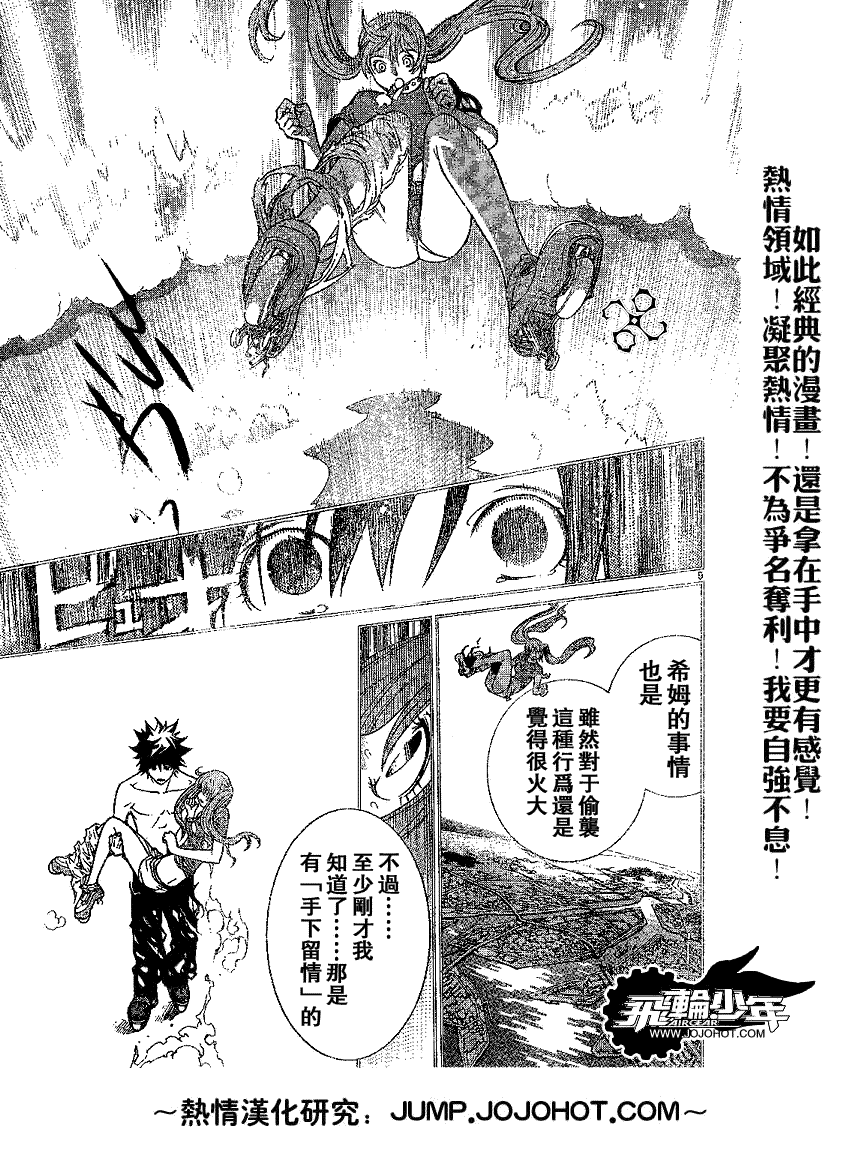 如此經典的漫畫！還是拿在手中才更有感覺！
熱情領域！凝聚熱情！不為爭名奪利！我要自強不息！
9
希姆的事情
也是
雖然對于偷襲
這種行爲還是
覺得很火大
不過……
至少剛才我
知道了……那是
有「手下留情」的
飛輪少年
AIRGEAR
WWW.JOJOHOT.COM
～熱情漢化研究：JUMP.JOJOHOT.COM～